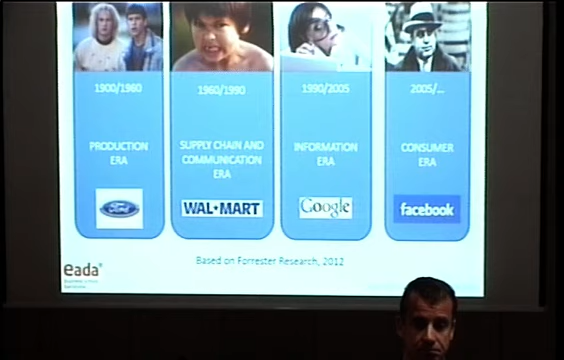 1900/1960
PRODUCTION
ERA
Ford
1960/1990
SUPPLY CHAIN AND
COMMUNICATION
ERA
WAL★MART
1990/2005
INFORMATION
ERA
Google
2005/...
CONSUMER
ERA
facebook
Based on Forrester Research, 2012
eada